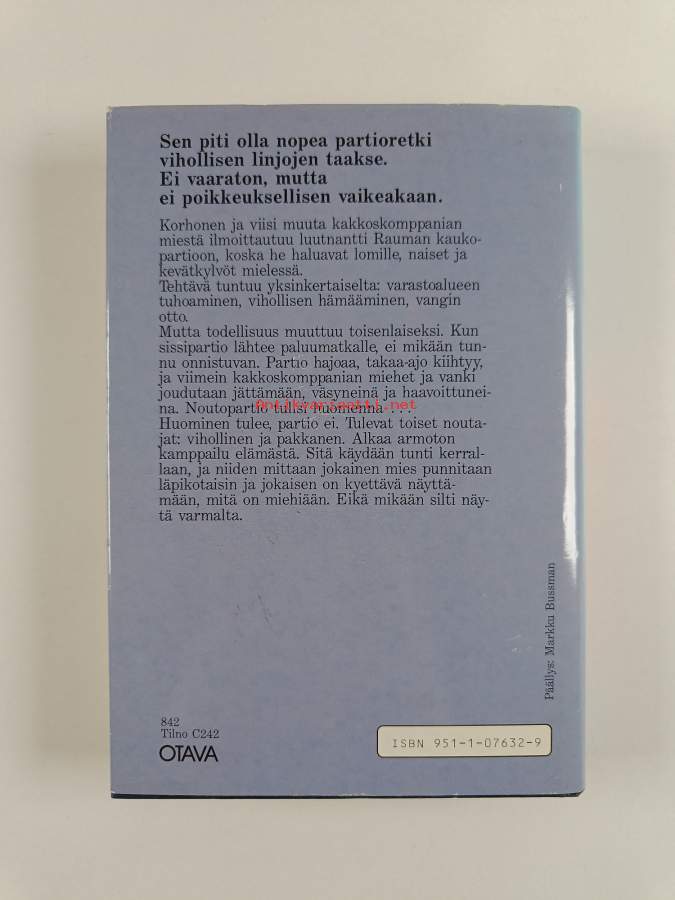 Sen piti olla nopea partioretki
vihollisen linjojen taakse.
Ei vaaraton, mutta
ei poikkeuksellisen vaikeakaan.
Korhonen ja viisi muuta kakkoskomppanian
miestä ilmoittautuu luutnantti Rauman kauko-
partioon, koska he haluavat lomille, naiset ja
kevätkylvöt mielessä.
Tehtävä tuntuu yksinkertaiselta: varastoalueen
tuhoaminen, vihollisen hämääminen, vangin
otto.
Mutta todellisuus muuttuu toisenlaiseksi. Kun
sissipartio lähtee paluumatkalle, ei mikään tun-
nu onnistuvan. Partio hajoaa, takaa-ajo kiihtyy,
ja viimein kakkoskomppanian miehet ja vanki
joudutaan jättämään, väsyneinä ja haavoittunei-
na. Noutopartio tulisi huomenna . . .
Huominen tulee, partio ei. Tulevat toiset nouta-
jat: vihollinen ja pakkanen. Alkaa armoton
kamppailu elämästä. Sitä käydään tunti kerral-
laan, ja niiden mittaan jokainen mies punnitaan
läpikotaisin ja jokaisen on kyettävä näyttä-
mään, mitä on miehiään. Eikä mikään silti näy-
tä varmalta.
Antikvariaatti.net
Päällys: Markku Bussman
842
Tilno C242
OTAVA
ISBN 951-1-07632-9